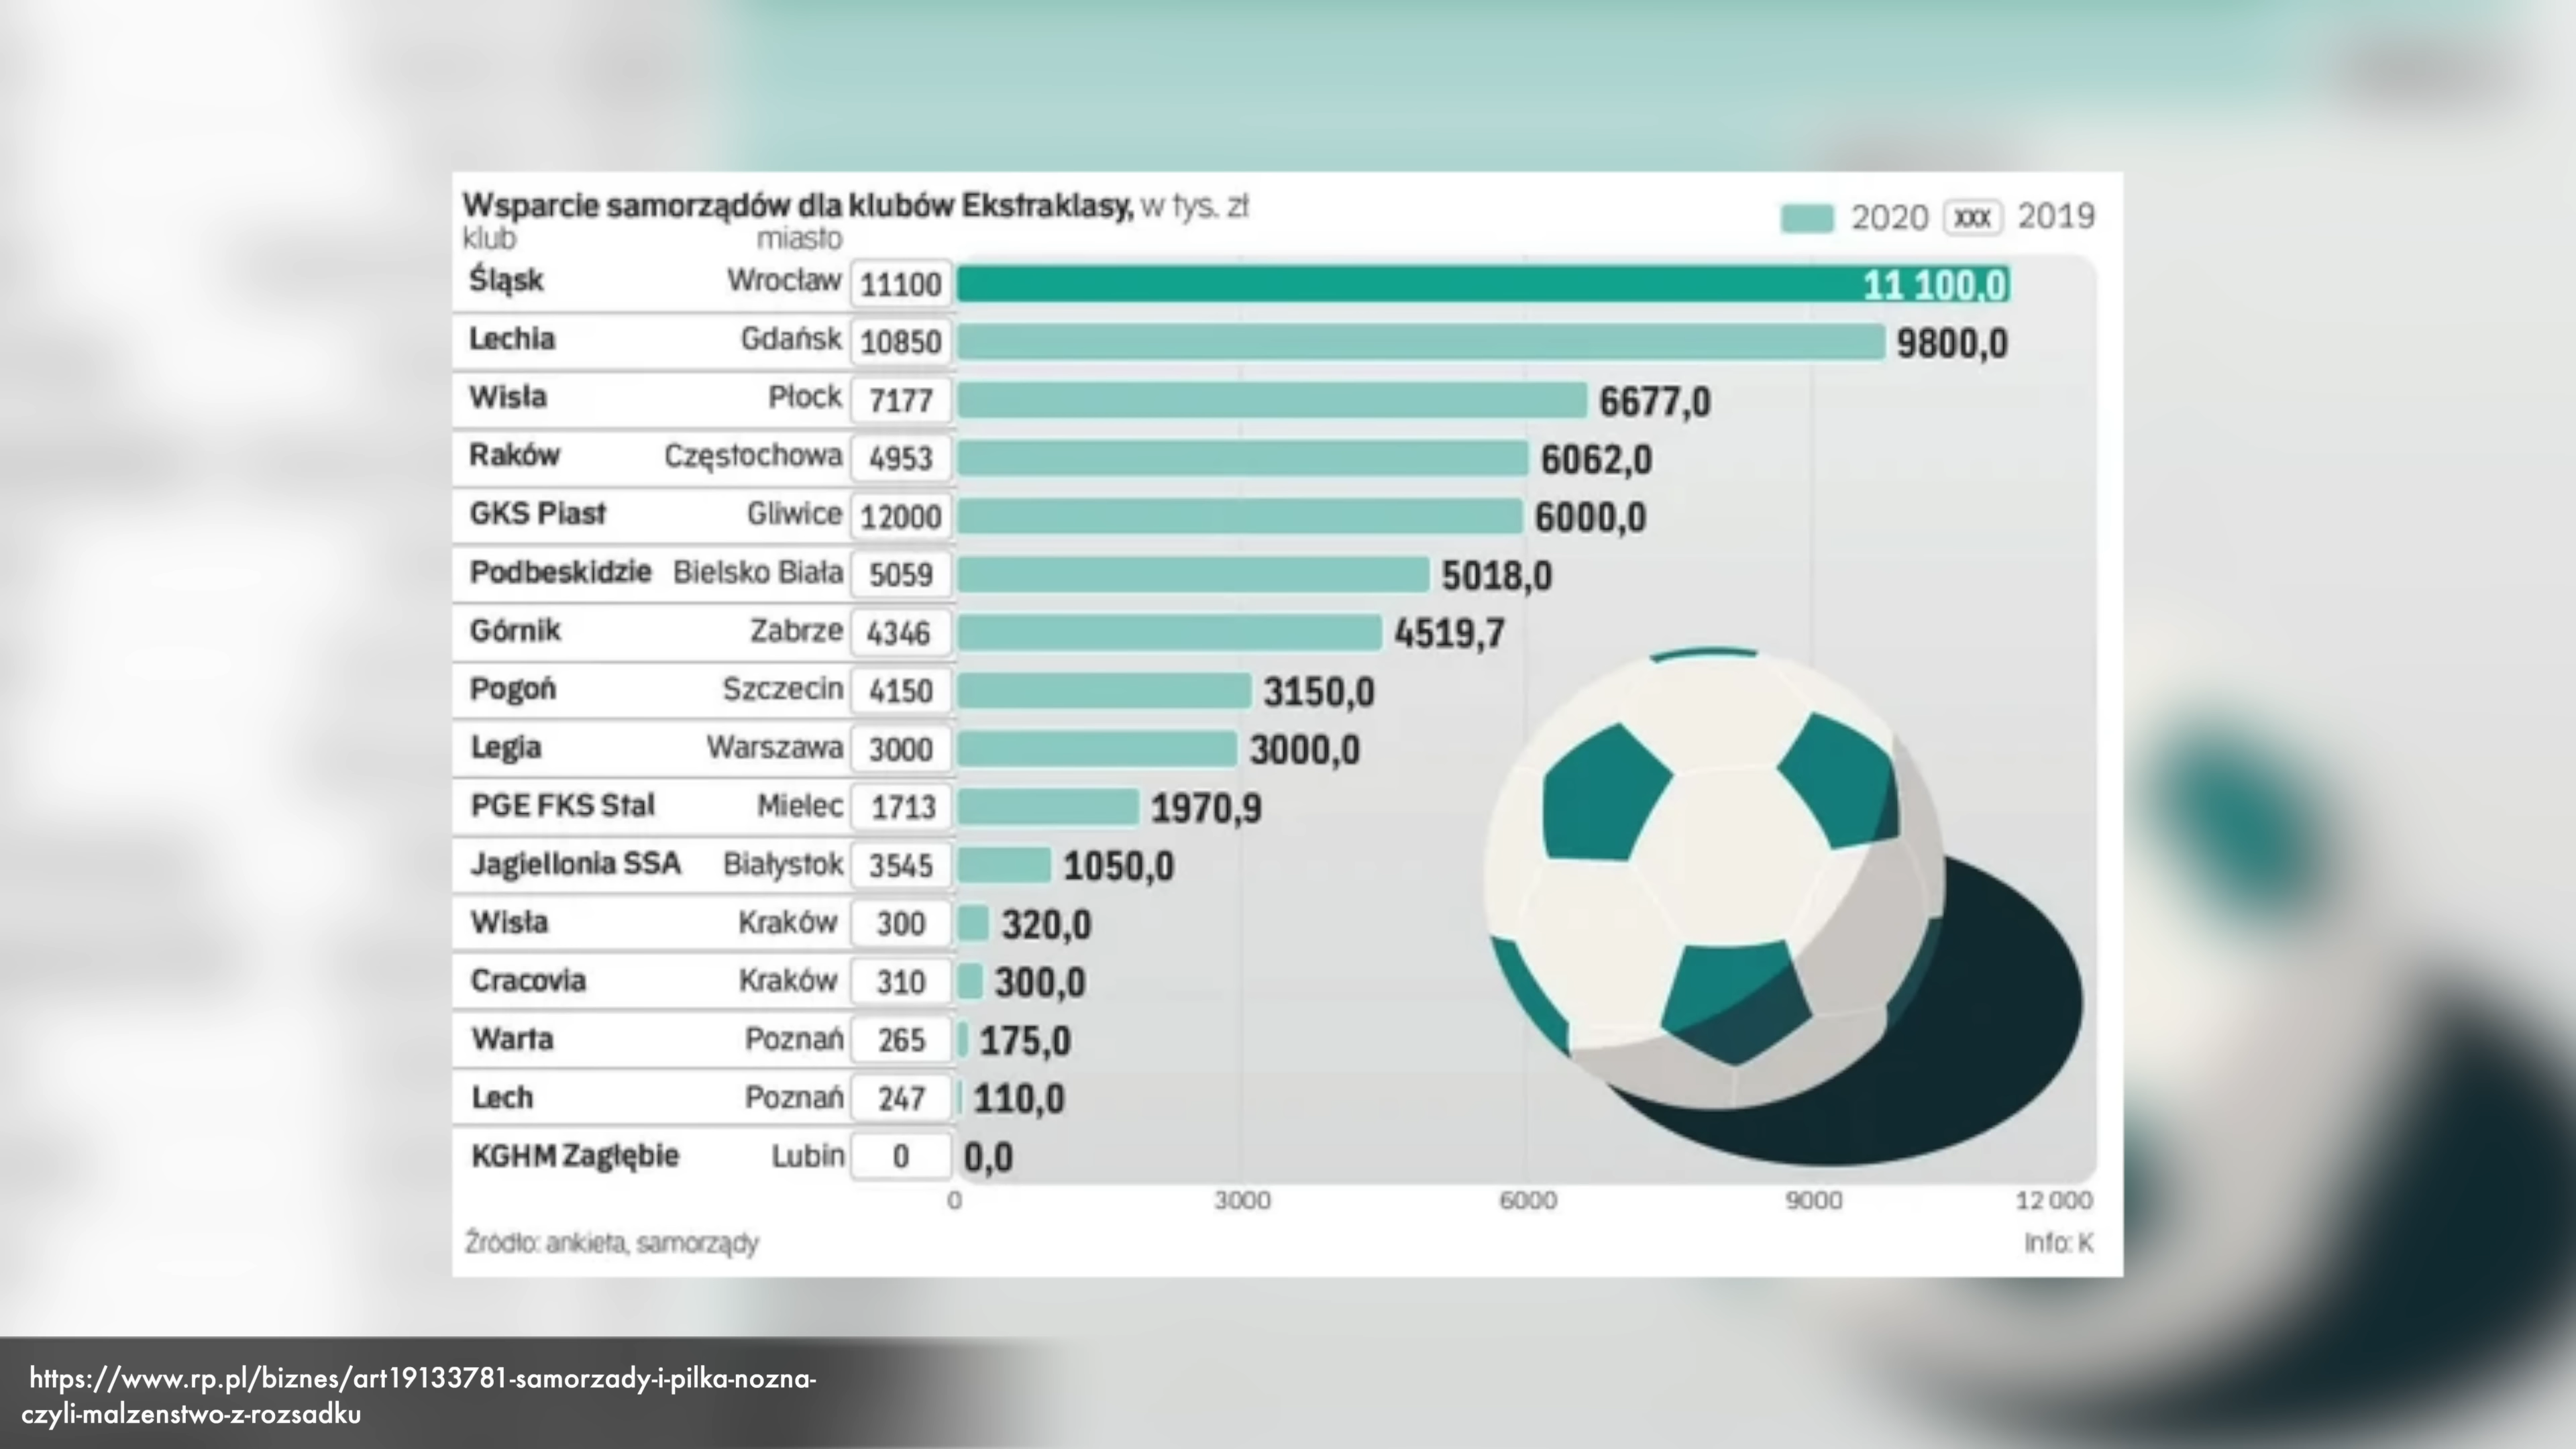 Wsparcie samorządów dla klubów Ekstraklasy, w tys. zł
2020 xxx 2019
klub miasto
Śląsk Wrocław 11100 11 100,0
Lechia Gdańsk 10850 9800,0
Wisła Płock 7177 6677,0
Raków Częstochowa 4953 6062,0
GKS Piast Gliwice 12000 6000,0
Podbeskidzie Bielsko Biała 5059 5018,0
Górnik Zabrze 4346 4519,7
Pogoń Szczecin 4150 3150,0
Legia Warszawa 3000 3000,0
PGE FKS Stal Mielec 1713 1970,9
Jagiellonia SSA Białystok 3545 1050,0
Wisła Kraków 300 320,0
Cracovia Kraków 310 300,0
Warta Poznań 265 175,0
Lech Poznań 247 110,0
KGHM Zagłębie Lubin 0 0,0
0 3000 6000 9000 12 000
Źródło: ankieta, samorządy
Info: K
https://www.rp.pl/biznes/art19133781-samorzady-i-pilka-nozna-
czyli-malzenstwo-z-rozsadku